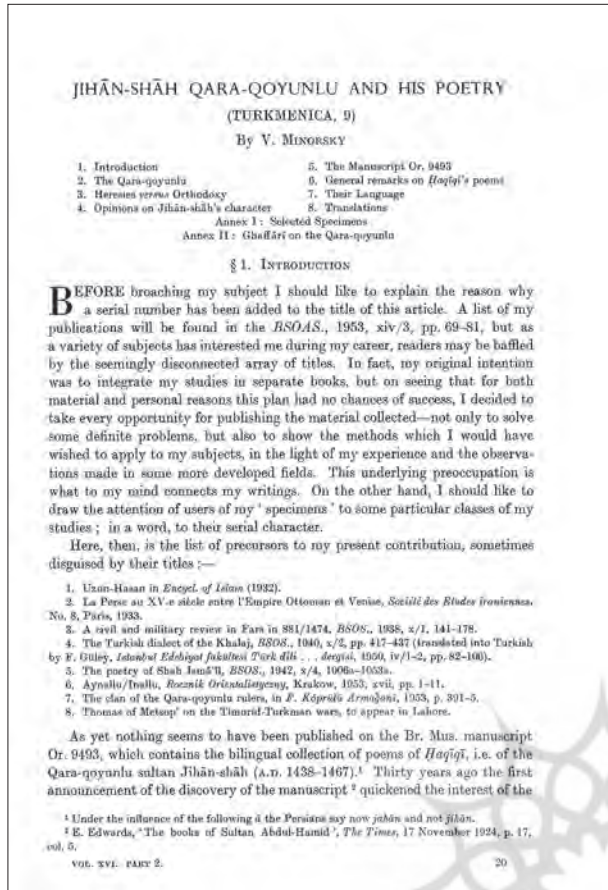 JIHĀN-SHĀH QARA-QOYUNLU AND HIS POETRY
(TURKMENICA, 9)
By V. MINORSKY
1. Introduction
2. The Qara-qoyunlu
3. Heresies versus Orthodoxy
4. Opinions on Jihān-shāh's character
5. The Manuscript Or. 9493
6. General remarks on Ḥaqīqī's poems
7. Their Language
8. Translations
Annex I : Selected Specimens
Annex II : Ghaffārī on the Qara-qoyunlu
§ 1. INTRODUCTION
BEFORE broaching my subject I should like to explain the reason why
a serial number has been added to the title of this article. A list of my
publications will be found in the BSOAS., 1953, xiv/3, pp. 69–81, but as
a variety of subjects has interested me during my career, readers may be baffled
by the seemingly disconnected array of titles. In fact, my original intention
was to integrate my studies in separate books, but on seeing that for both
material and personal reasons this plan had no chances of success, I decided to
take every opportunity for publishing the material collected—not only to solve
some definite problems, but also to show the methods which I would have
wished to apply to my subjects, in the light of my experience and the observa-
tions made in some more developed fields. This underlying preoccupation is
what to my mind connects my writings. On the other hand, I should like to
draw the attention of users of my ' specimens ' to some particular classes of my
studies ; in a word, to their serial character.
Here, then, is the list of precursors to my present contribution, sometimes
disguised by their titles :—
1. Uzun-Hasan in Encycl. of Islam (1932).
2. La Perse au XV-e siècle entre l'Empire Ottoman et Venise, Société des Etudes iraniennes,
No. 8, Paris, 1933.
3. A civil and military review in Fars in 881/1474, BSOS., 1938, x/1, 141–178.
4. The Turkish dialect of the Khalaj, BSOS., 1940, x/2, pp. 417–437 (translated into Turkish
by F. Güley, Istanbul Edebiyat fakültesi Türk dili . . . dergisi, 1950, iv/1–2, pp. 82–106).
5. The poetry of Shah Ismā'īl, BSOS., 1942, x/4, 1006a–1053a.
6. Aynallu/Inallu, Rocznik Orientalistyczny, Krakow, 1953, xvii, pp. 1–11.
7. The clan of the Qara-qoyunlu rulers, in F. Köprülü Armağani, 1953, p. 391–5.
8. Thomas of Metsop' on the Timurid-Turkman wars, to appear in Lahore.
As yet nothing seems to have been published on the Br. Mus. manuscript
Or. 9493, which contains the bilingual collection of poems of Ḥaqīqī, i.e. of the
Qara-qoyunlu sultan Jihān-shāh (A.D. 1438–1467).¹ Thirty years ago the first
announcement of the discovery of the manuscript ² quickened the interest of the
¹ Under the influence of the following ā the Persians say now jahān and not jihān.
² E. Edwards, ' The books of Sultan Abdul-Hamid ', The Times, 17 November 1924, p. 17,
col. 5.
VOL. XVI. PART 2.
20